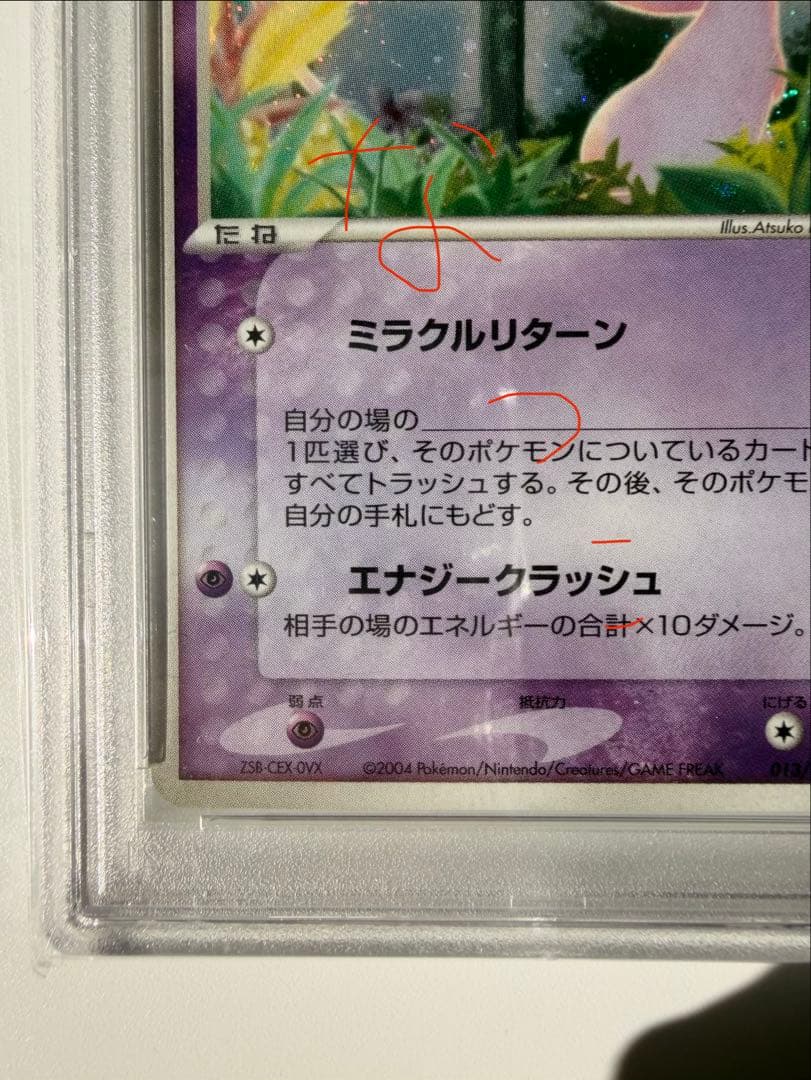 たね
Illus.Atsuko
な
ミラクルリターン
自分の場の
つ
1匹選び、そのポケモンについているカード
すべてトラッシュする。その後、そのポケモ
自分の手札にもどす。
エナジークラッシュ
相手の場のエネルギーの合計×10ダメージ。
弱点 抵抗力 にげる
ZSB-CEX-0VX ©2004 Pokémon/Nintendo/Creatures/GAME FREAK 013/